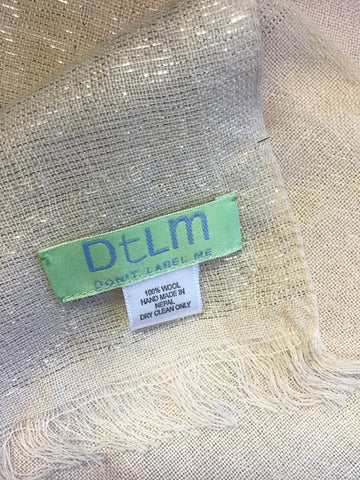 DtLm
DON'T LABEL ME
100% WOOL
HAND MADE IN
NEPAL
DRY CLEAN ONLY